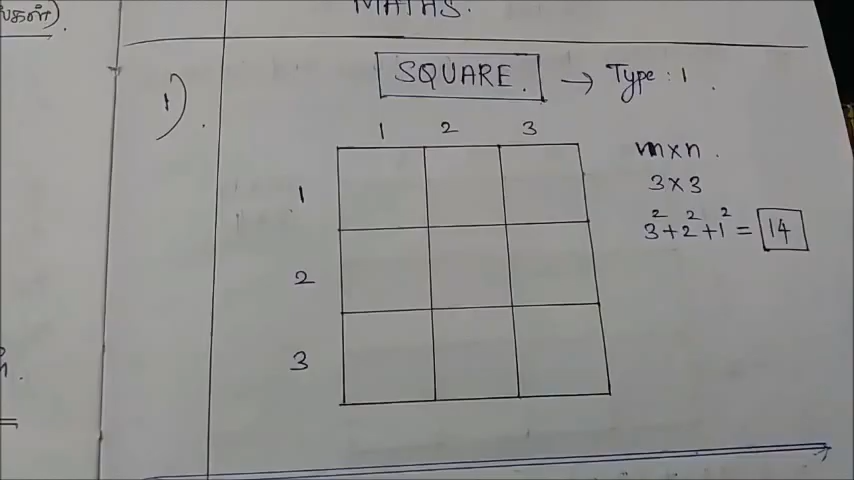 MATHS.
1).
SQUARE. → Type : 1 .
1 2 3
1
2
3
m×n .
3×3
3²+2²+1² = 14